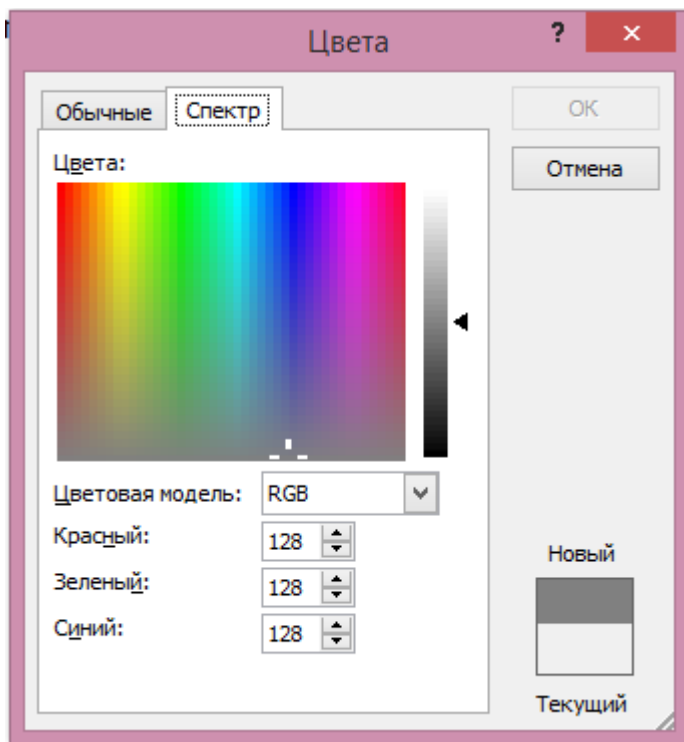 Цвета
?
Обычные
Спектр
ОК
Отмена
Цвета:
Цветовая модель: RGB
Красный: 128
Зеленый: 128
Синий: 128
Новый
Текущий